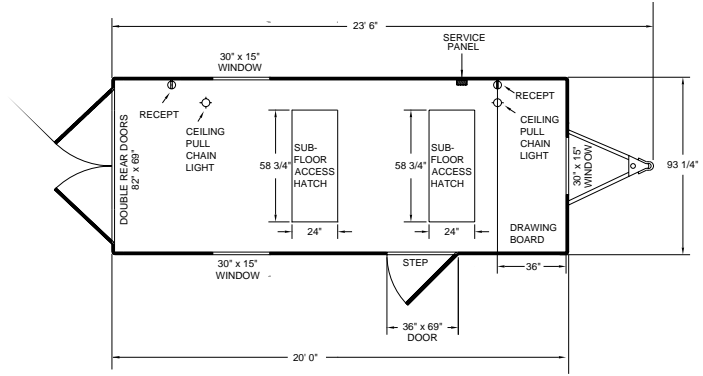 23' 6"
SERVICE
PANEL
30" x 15"
WINDOW
RECEPT
CEILING
PULL
CHAIN
LIGHT
DOUBLE REAR DOORS
82" x 69"
58 3/4"
SUB-
FLOOR
ACCESS
HATCH
24"
58 3/4"
SUB-
FLOOR
ACCESS
HATCH
24"
RECEPT
CEILING
PULL
CHAIN
LIGHT
30" x 15"
WINDOW
93 1/4"
DRAWING
BOARD
36"
30" x 15"
WINDOW
STEP
36" x 69"
DOOR
20' 0"